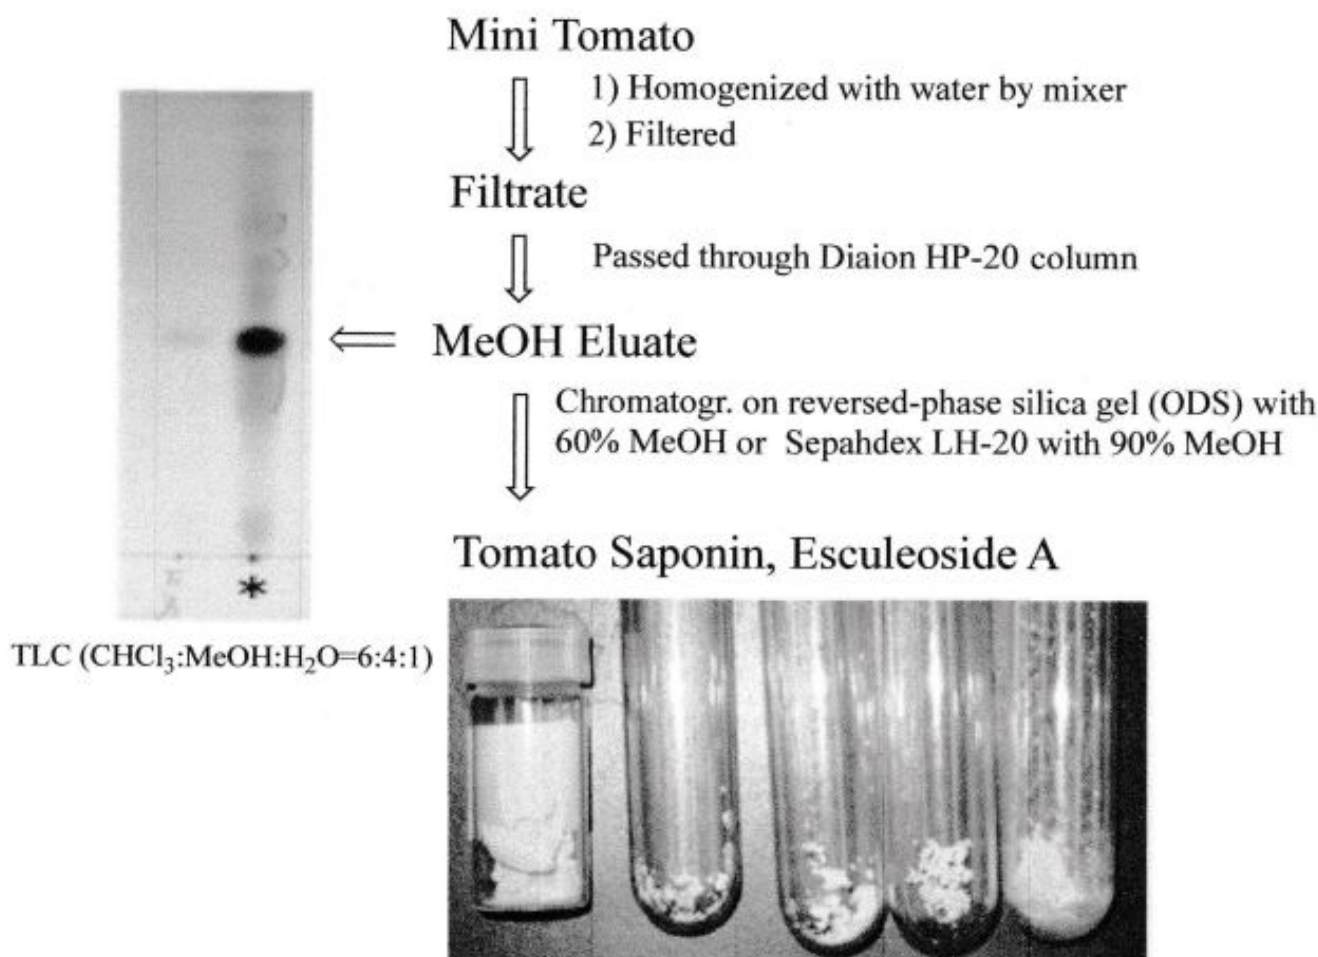 Mini Tomato
1) Homogenized with water by mixer
2) Filtered
Filtrate
Passed through Diaion HP-20 column
MeOH Eluate
Chromatogr. on reversed-phase silica gel (ODS) with
60% MeOH or Sepahdex LH-20 with 90% MeOH
Tomato Saponin, Esculeoside A
*
TLC (CHCl₃:MeOH:H₂O=6:4:1)